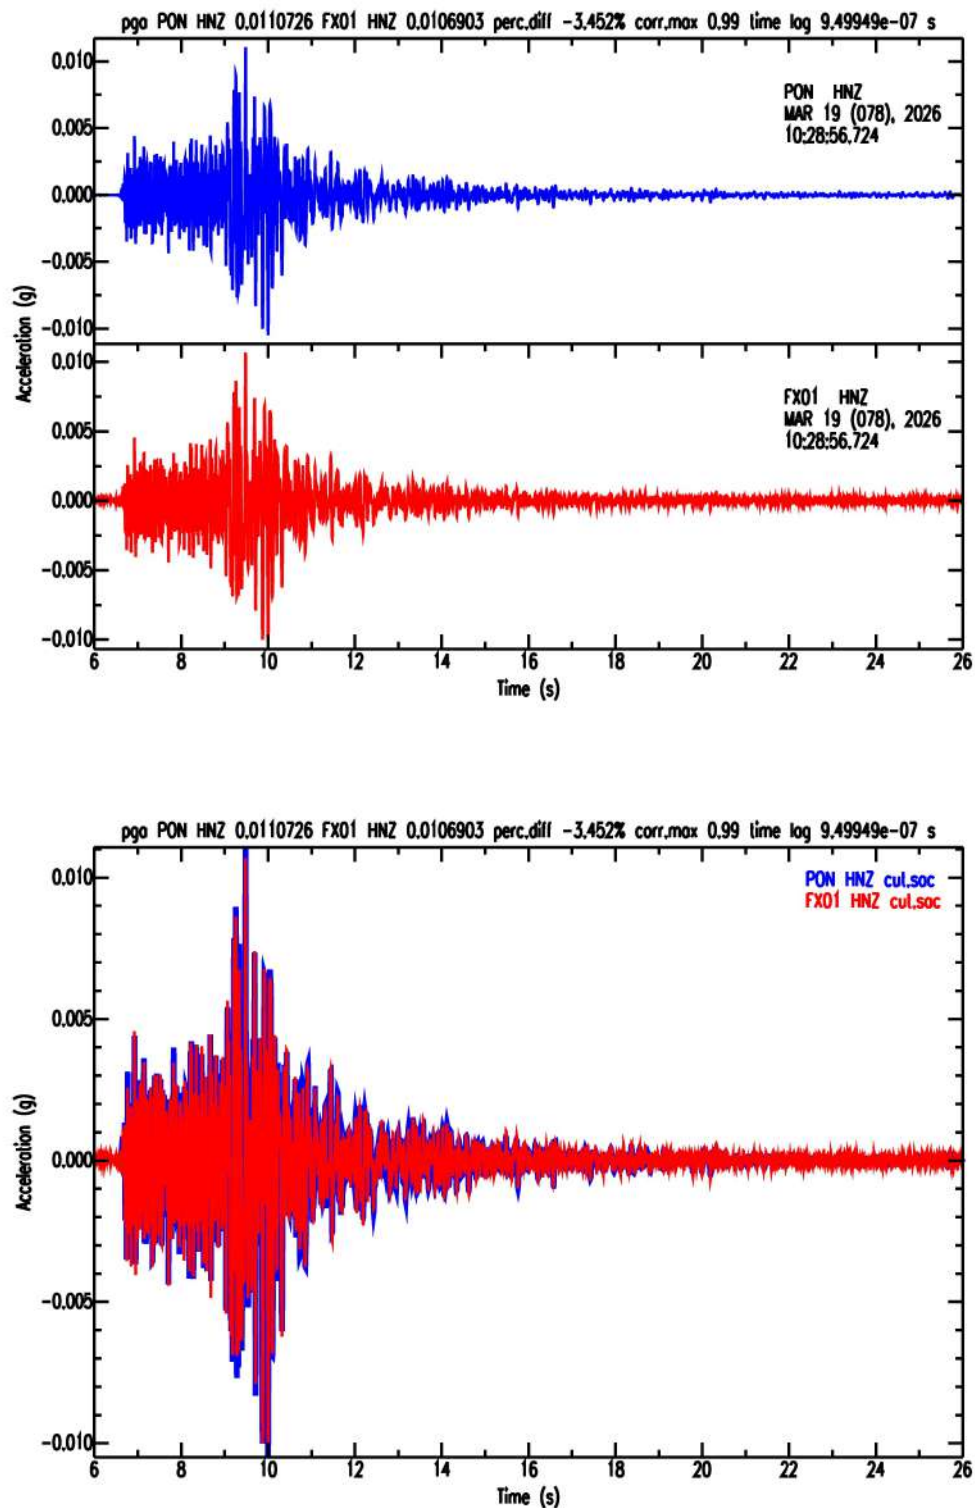 pga PON HNZ 0.0110726 FX01 HNZ 0.0106903 perc.diff -3.452% corr.max 0.99 time lag 9.49949e-07 s
0.010
0.005
0.000
-0.005
-0.010
PON HNZ
MAR 19 (078), 2026
10:28:56.724
Acceleration (g)
0.010
0.005
0.000
-0.005
-0.010
FX01 HNZ
MAR 19 (078), 2026
10:28:56.724
6 8 10 12 14 16 18 20 22 24 26
Time (s)
pga PON HNZ 0.0110726 FX01 HNZ 0.0106903 perc.diff -3.452% corr.max 0.99 time lag 9.49949e-07 s
0.010
0.005
0.000
-0.005
-0.010
PON HNZ cut.sac
FX01 HNZ cut.sac
Acceleration (g)
6 8 10 12 14 16 18 20 22 24 26
Time (s)